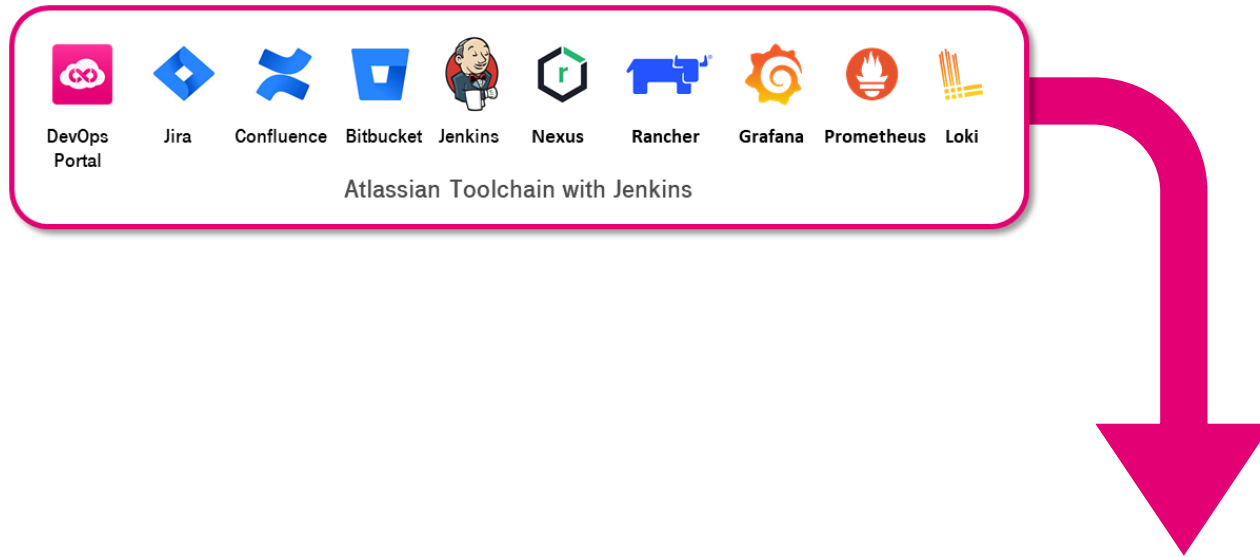 DevOps Portal
Jira
Confluence
Bitbucket
Jenkins
Nexus
Rancher
Grafana
Prometheus
Loki
Atlassian Toolchain with Jenkins